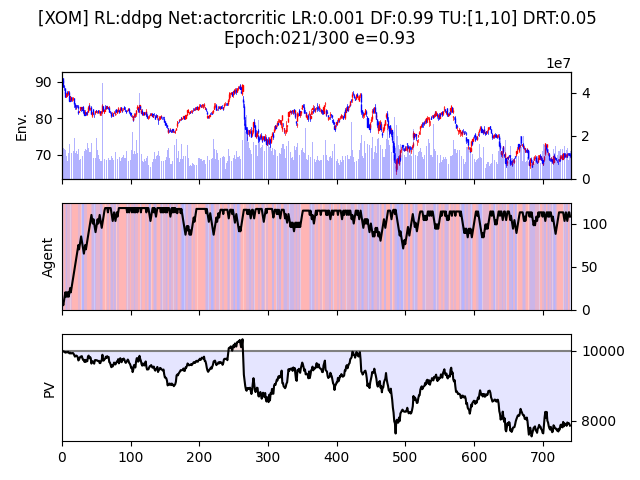 [XOM] RL:ddpg Net:actorcritic LR:0.001 DF:0.99 TU:[1,10] DRT:0.05
Epoch:021/300 e=0.93
1e7
Env.
90
80
70
4
2
0
Agent
100
50
0
PV
10000
8000
0 100 200 300 400 500 600 700